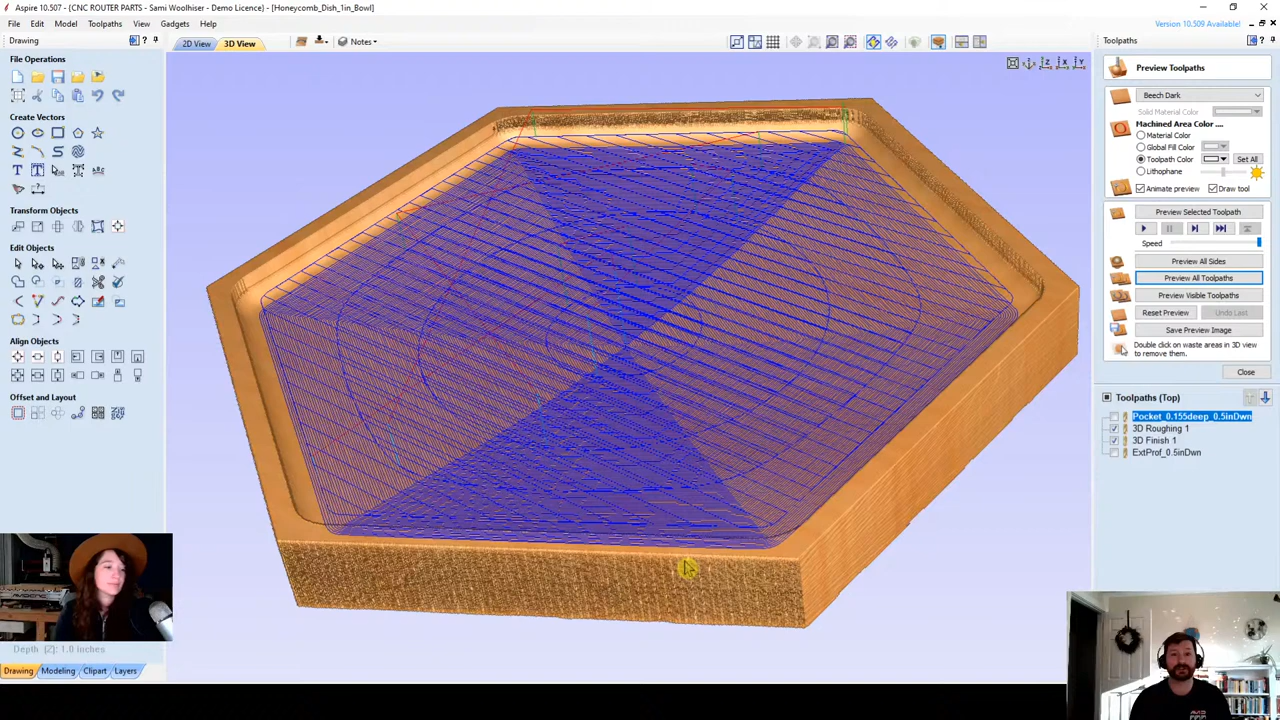 Aspire 10.507 - {CNC ROUTER PARTS - Sami Woolhiser - Demo Licence} - [Honeycomb_Dish_1in_Bowl]
File Edit Model Toolpaths View Gadgets Help
Version 10.509 Available!
Drawing
2D View 3D View
Notes
Toolpaths
File Operations
Create Vectors
Transform Objects
Edit Objects
Align Objects
Offset and Layout
Z X Y
Preview Toolpaths
Beech Dark
Solid Material Color
Machined Area Color ....
Material Color
Global Fill Color
Toolpath Color Set All
Lithophane
Animate preview Draw tool
Preview Selected Toolpath
Speed
Preview All Sides
Preview All Toolpaths
Preview Visible Toolpaths
Reset Preview Undo Last
Save Preview Image
Double click on waste areas in 3D view
to remove them.
Close
Toolpaths (Top)
Pocket_0.155deep_0.5inDwn
3D Roughing 1
3D Finish 1
ExtProf_0.5inDwn
Depth (Z): 1.0 inches
Drawing Modeling Clipart Layers